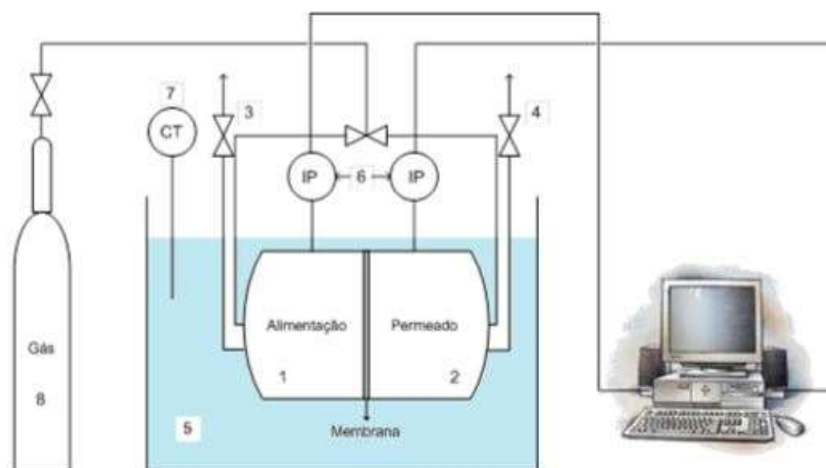 7
3
4
CT
IP
6
IP
Alimentação
Permeado
Gás
1
2
8
5
Membrana